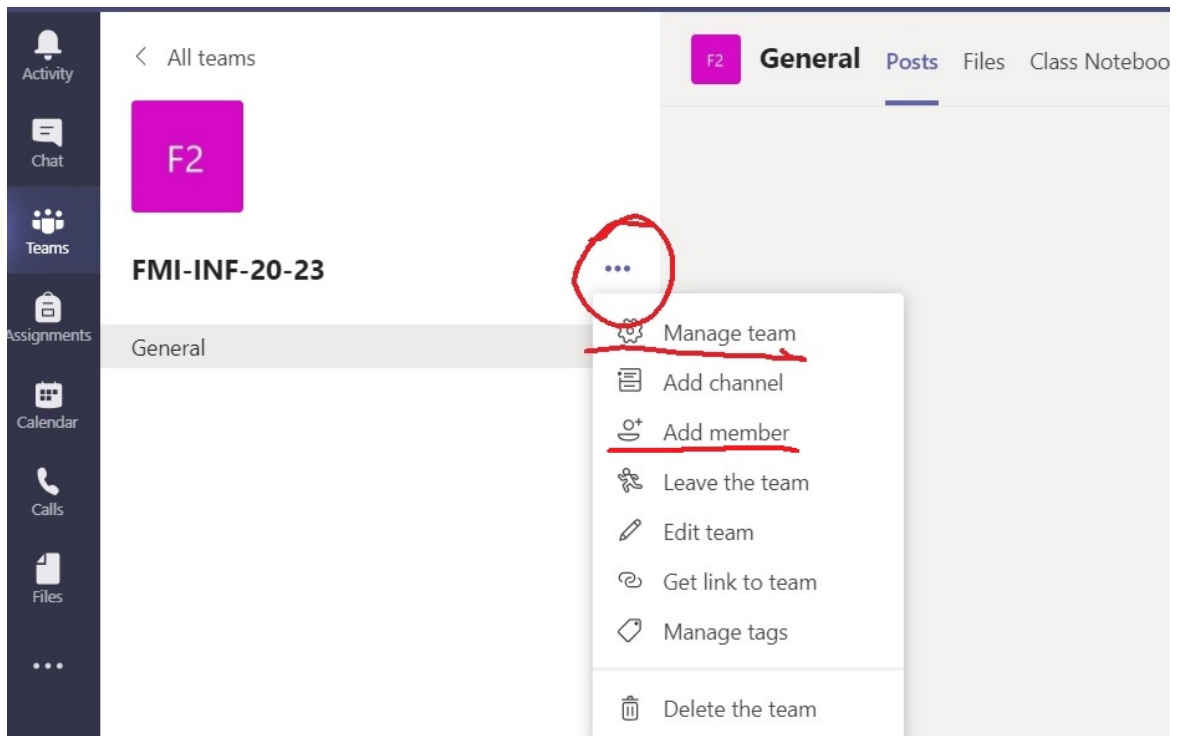 Activity
Chat
Teams
Assignments
Calendar
Calls
Files
All teams
F2
FMI-INF-20-23
General
F2 General Posts Files Class Noteboo
Manage team
Add channel
Add member
Leave the team
Edit team
Get link to team
Manage tags
Delete the team